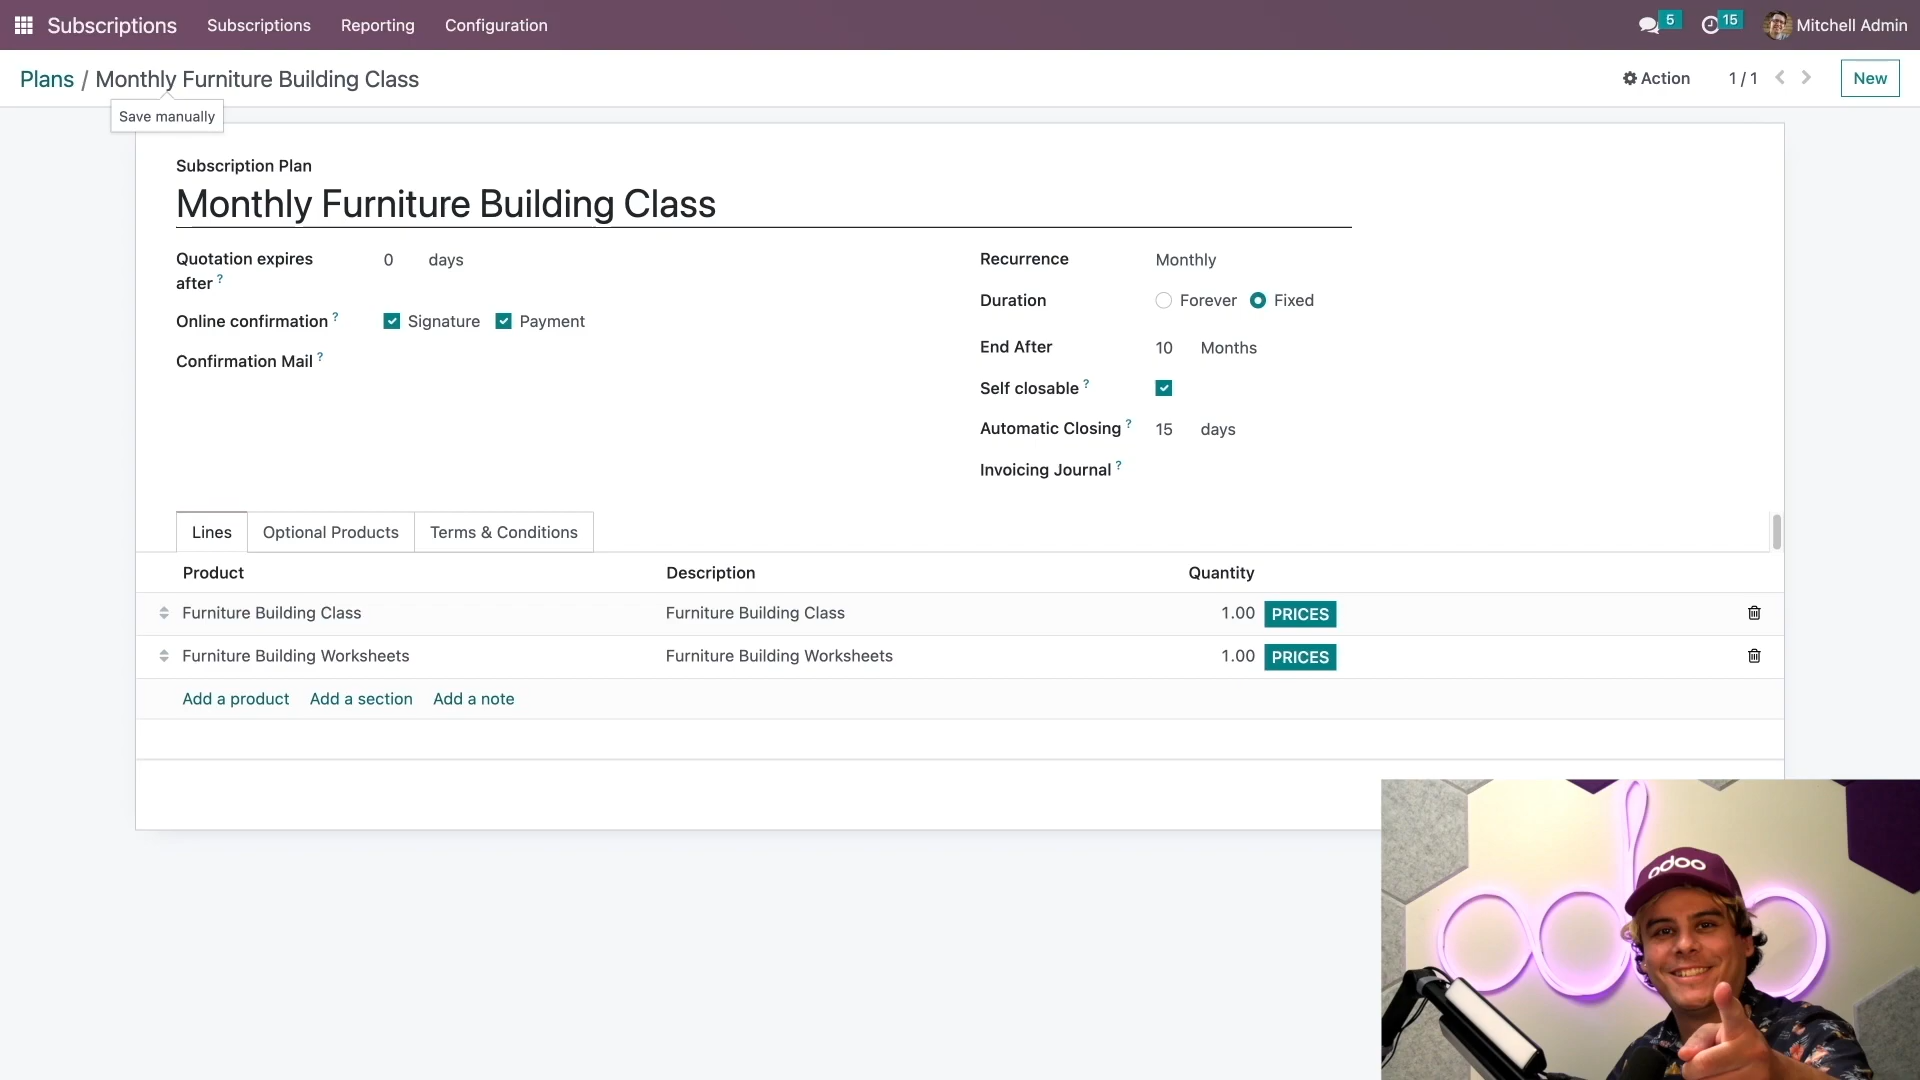 Subscriptions Subscriptions Reporting Configuration 5 15 Mitchell Admin
Plans / Monthly Furniture Building Class Action 1 / 1 New
Save manually
Subscription Plan
Monthly Furniture Building Class
Quotation expires after ? 0 days
Online confirmation ? Signature Payment
Confirmation Mail ?
Recurrence Monthly
Duration Forever Fixed
End After 10 Months
Self closable ?
Automatic Closing ? 15 days
Invoicing Journal ?
Lines Optional Products Terms & Conditions
Product Description Quantity
Furniture Building Class Furniture Building Class 1.00 PRICES
Furniture Building Worksheets Furniture Building Worksheets 1.00 PRICES
Add a product Add a section Add a note
odoo
odoo